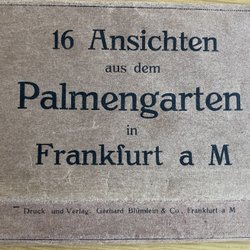 16 Ansichten
aus dem
Palmengarten
in
Frankfurt a M
Druck und Verlag. Gerhard Blümlein & Co., Frankfurt a M